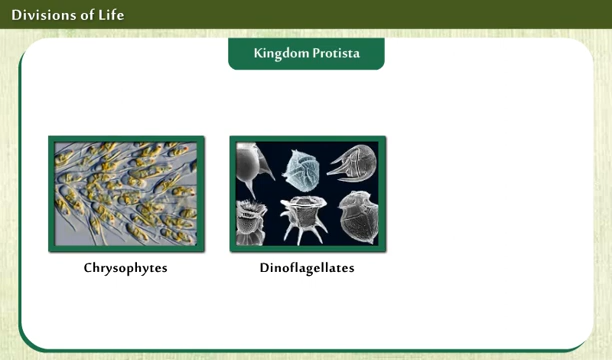 Divisions of Life
Kingdom Protista
Chrysophytes
Dinoflagellates